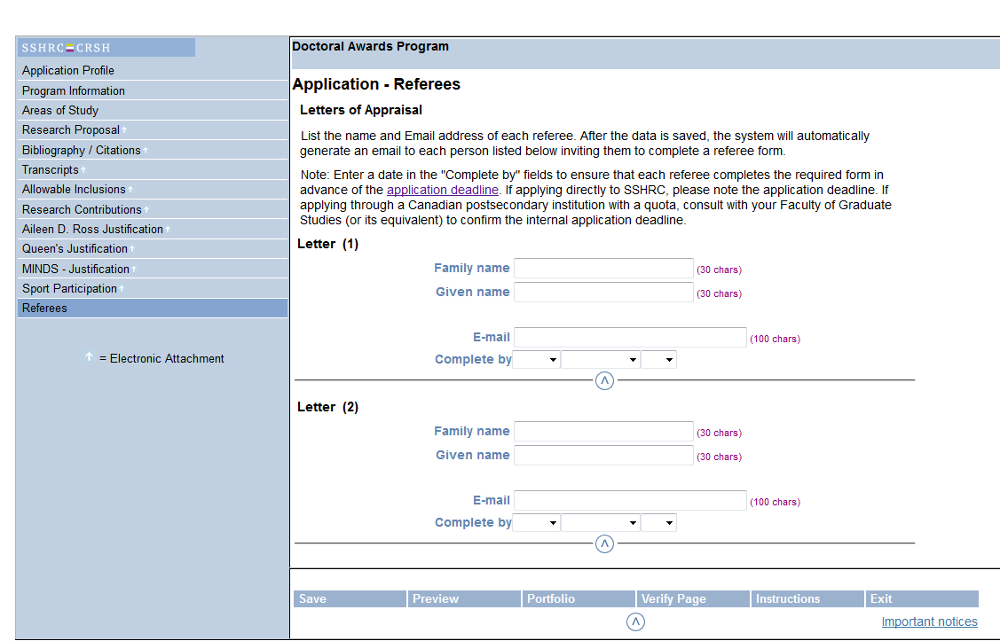 SSHRC CRSH
Application Profile
Program Information
Areas of Study
Research Proposal ↑
Bibliography / Citations ↑
Transcripts ↑
Allowable Inclusions ↑
Research Contributions ↑
Aileen D. Ross Justification ↑
Queen's Justification ↑
MINDS - Justification ↑
Sport Participation ↑
Referees
↑ = Electronic Attachment
Doctoral Awards Program
Application - Referees
Letters of Appraisal
List the name and Email address of each referee. After the data is saved, the system will automatically
generate an email to each person listed below inviting them to complete a referee form.
Note: Enter a date in the "Complete by" fields to ensure that each referee completes the required form in
advance of the application deadline. If applying directly to SSHRC, please note the application deadline. If
applying through a Canadian postsecondary institution with a quota, consult with your Faculty of Graduate
Studies (or its equivalent) to confirm the internal application deadline.
Letter (1)
Family name (30 chars)
Given name (30 chars)
E-mail (100 chars)
Complete by
Letter (2)
Family name (30 chars)
Given name (30 chars)
E-mail (100 chars)
Complete by
Save Preview Portfolio Verify Page Instructions Exit
Important notices